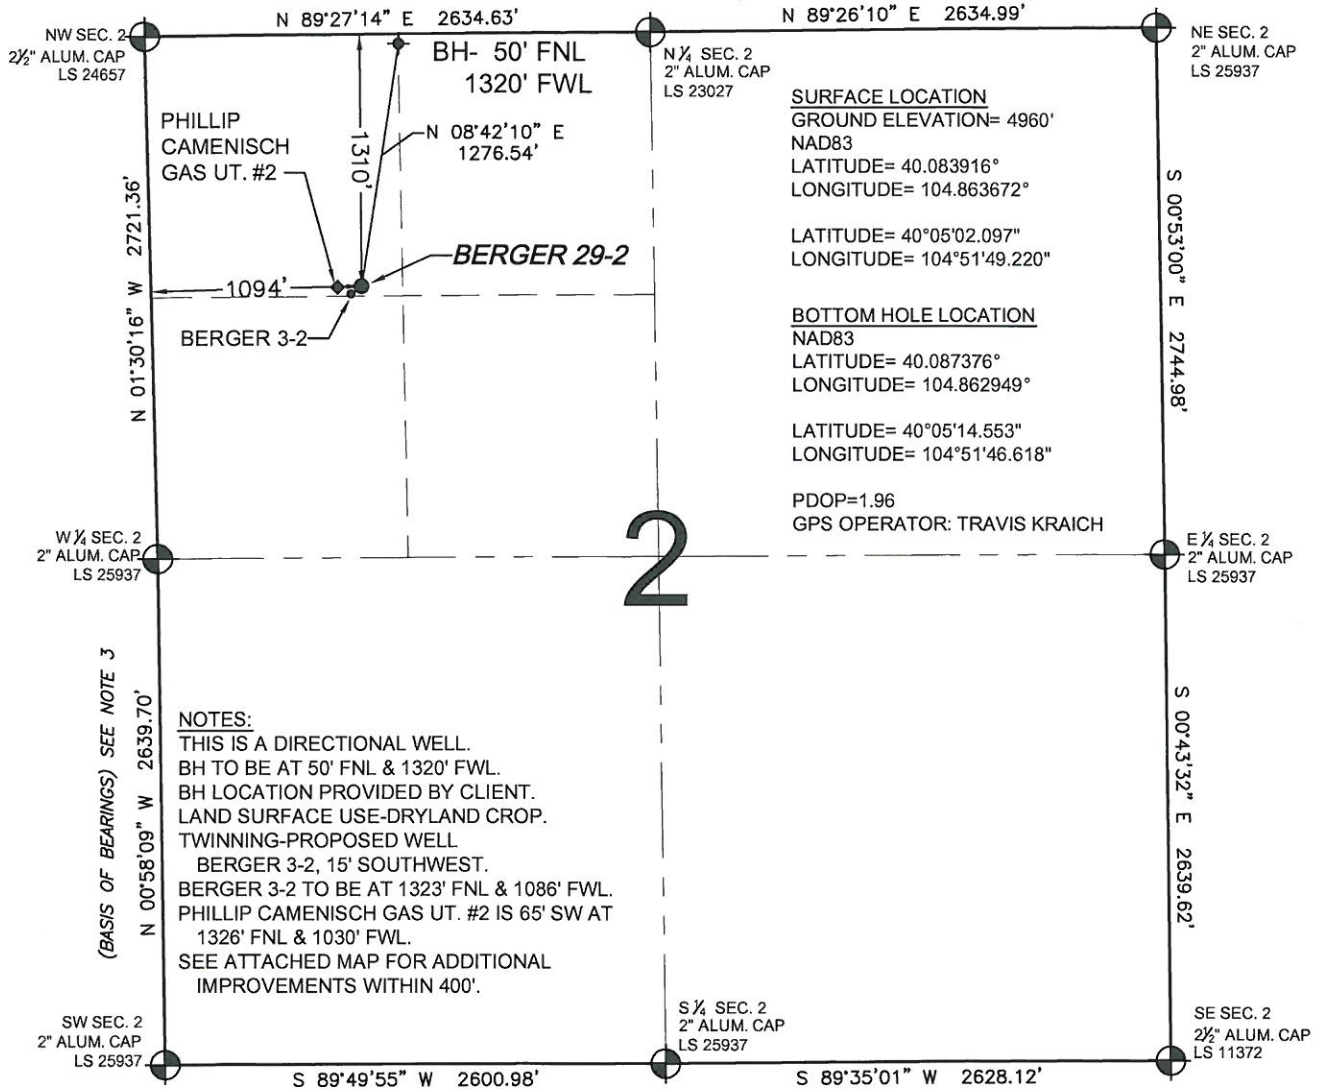 N 89°27'14" E 2634.63'
N 89°26'10" E 2634.99'
NW SEC. 2
2½" ALUM. CAP
LS 24657
BH- 50' FNL
1320' FWL
N ¼ SEC. 2
2" ALUM. CAP
LS 23027
NE SEC. 2
2" ALUM. CAP
LS 25937
PHILLIP
CAMENISCH
GAS UT. #2
1310'
N 08°42'10" E
1276.54'
SURFACE LOCATION
GROUND ELEVATION= 4960'
NAD83
LATITUDE= 40.083916°
LONGITUDE= 104.863672°
LATITUDE= 40°05'02.097"
LONGITUDE= 104°51'49.220"
N 01°30'16" W 2721.36'
S 00°53'00" E 2744.98'
BERGER 29-2
1094'
BERGER 3-2
BOTTOM HOLE LOCATION
NAD83
LATITUDE= 40.087376°
LONGITUDE= 104.862949°
LATITUDE= 40°05'14.553"
LONGITUDE= 104°51'46.618"
PDOP=1.96
GPS OPERATOR: TRAVIS KRAICH
W ¼ SEC. 2
2" ALUM. CAP
LS 25937
2
E ¼ SEC. 2
2" ALUM. CAP
LS 25937
(BASIS OF BEARINGS) SEE NOTE 3
N 00°58'09" W 2639.70'
S 00°43'32" E 2639.62'
NOTES:
THIS IS A DIRECTIONAL WELL.
BH TO BE AT 50' FNL & 1320' FWL.
BH LOCATION PROVIDED BY CLIENT.
LAND SURFACE USE-DRYLAND CROP.
TWINNING-PROPOSED WELL
BERGER 3-2, 15' SOUTHWEST.
BERGER 3-2 TO BE AT 1323' FNL & 1086' FWL.
PHILLIP CAMENISCH GAS UT. #2 IS 65' SW AT
1326' FNL & 1030' FWL.
SEE ATTACHED MAP FOR ADDITIONAL
IMPROVEMENTS WITHIN 400'.
SW SEC. 2
2" ALUM. CAP
LS 25937
S ¼ SEC. 2
2" ALUM. CAP
LS 25937
SE SEC. 2
2½" ALUM. CAP
LS 11372
S 89°49'55" W 2600.98'
S 89°35'01" W 2628.12'